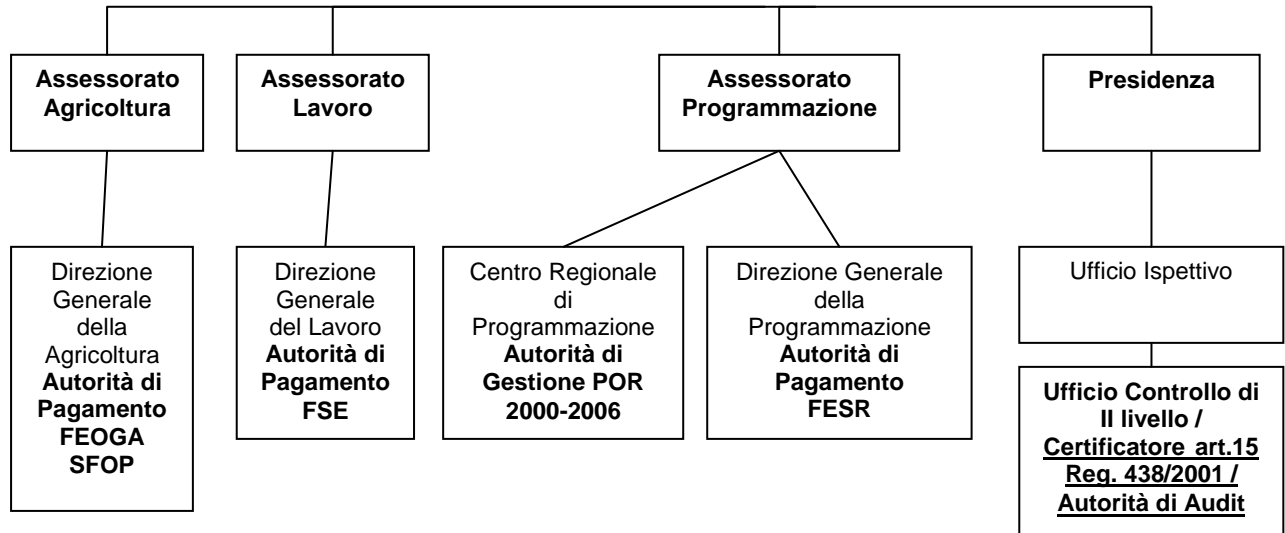 Assessorato
Agricoltura
Assessorato
Lavoro
Assessorato
Programmazione
Presidenza
Direzione
Generale
della
Agricoltura
Autorità di
Pagamento
FEOGA
SFOP
Direzione
Generale
del Lavoro
Autorità di
Pagamento
FSE
Centro Regionale
di
Programmazione
Autorità di
Gestione POR
2000-2006
Direzione Generale
della
Programmazione
Autorità di
Pagamento
FESR
Ufficio Ispettivo
Ufficio Controllo di
II livello /
Certificatore art.15
Reg. 438/2001 /
Autorità di Audit